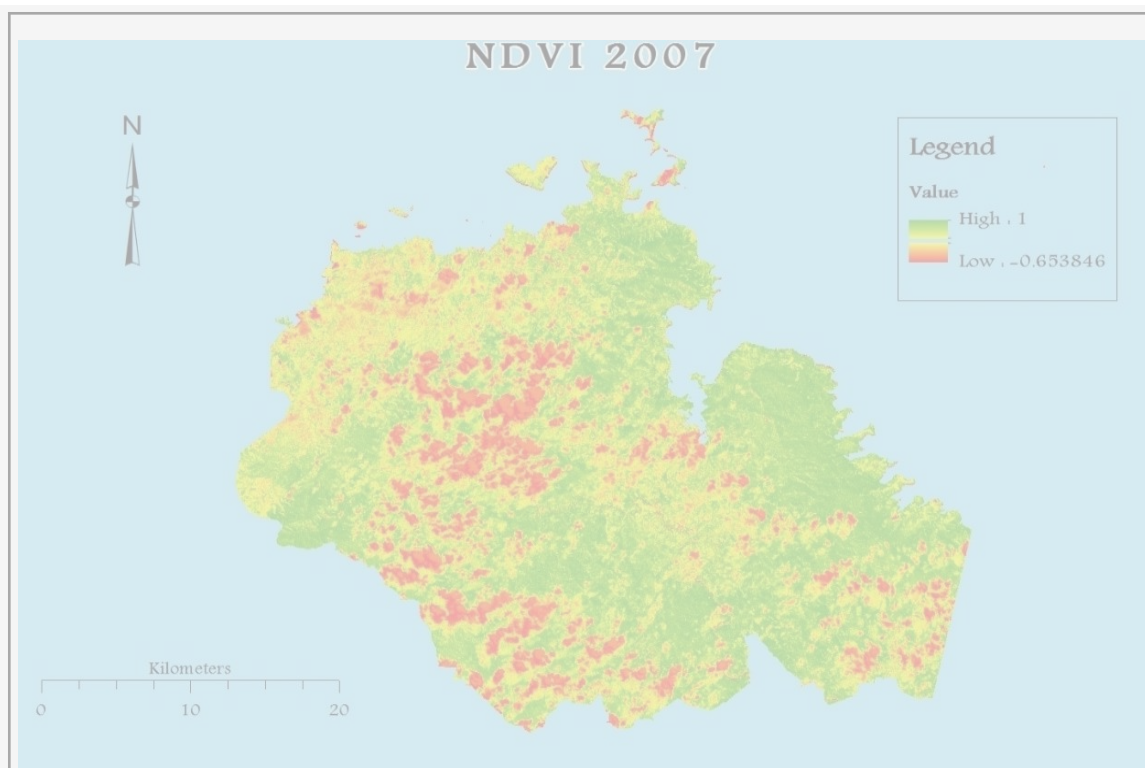 NDVI 2007
N
Legend
Value
High : 1
Low : -0.653846
Kilometers
0 10 20